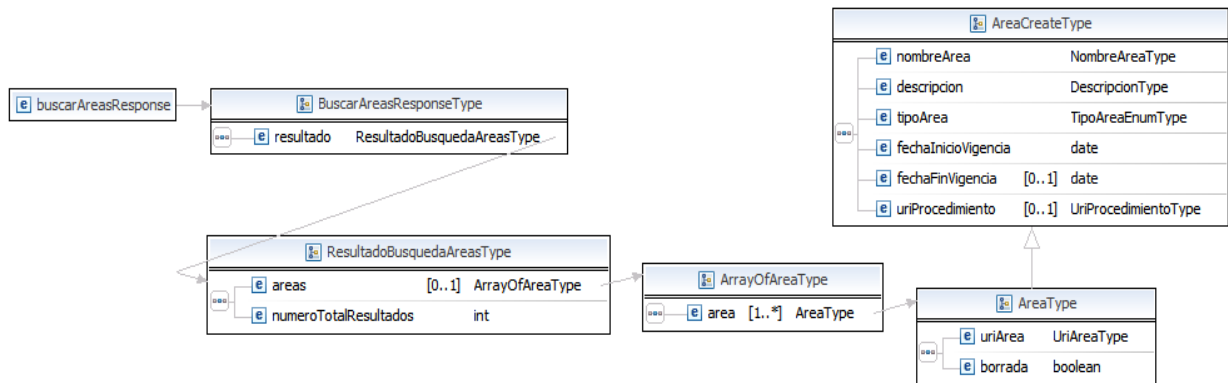 buscarAreasResponse
BuscarAreasResponseType
resultado ResultadoBusquedaAreasType
ResultadoBusquedaAreasType
areas [0..1] ArrayOfAreaType
numeroTotalResultados int
ArrayOfAreaType
area [1..*] AreaType
AreaCreateType
nombreArea NombreAreaType
descripcion DescripcionType
tipoArea TipoAreaEnumType
fechaInicioVigencia date
fechaFinVigencia [0..1] date
uriProcedimiento [0..1] UriProcedimientoType
AreaType
uriArea UriAreaType
borrada boolean